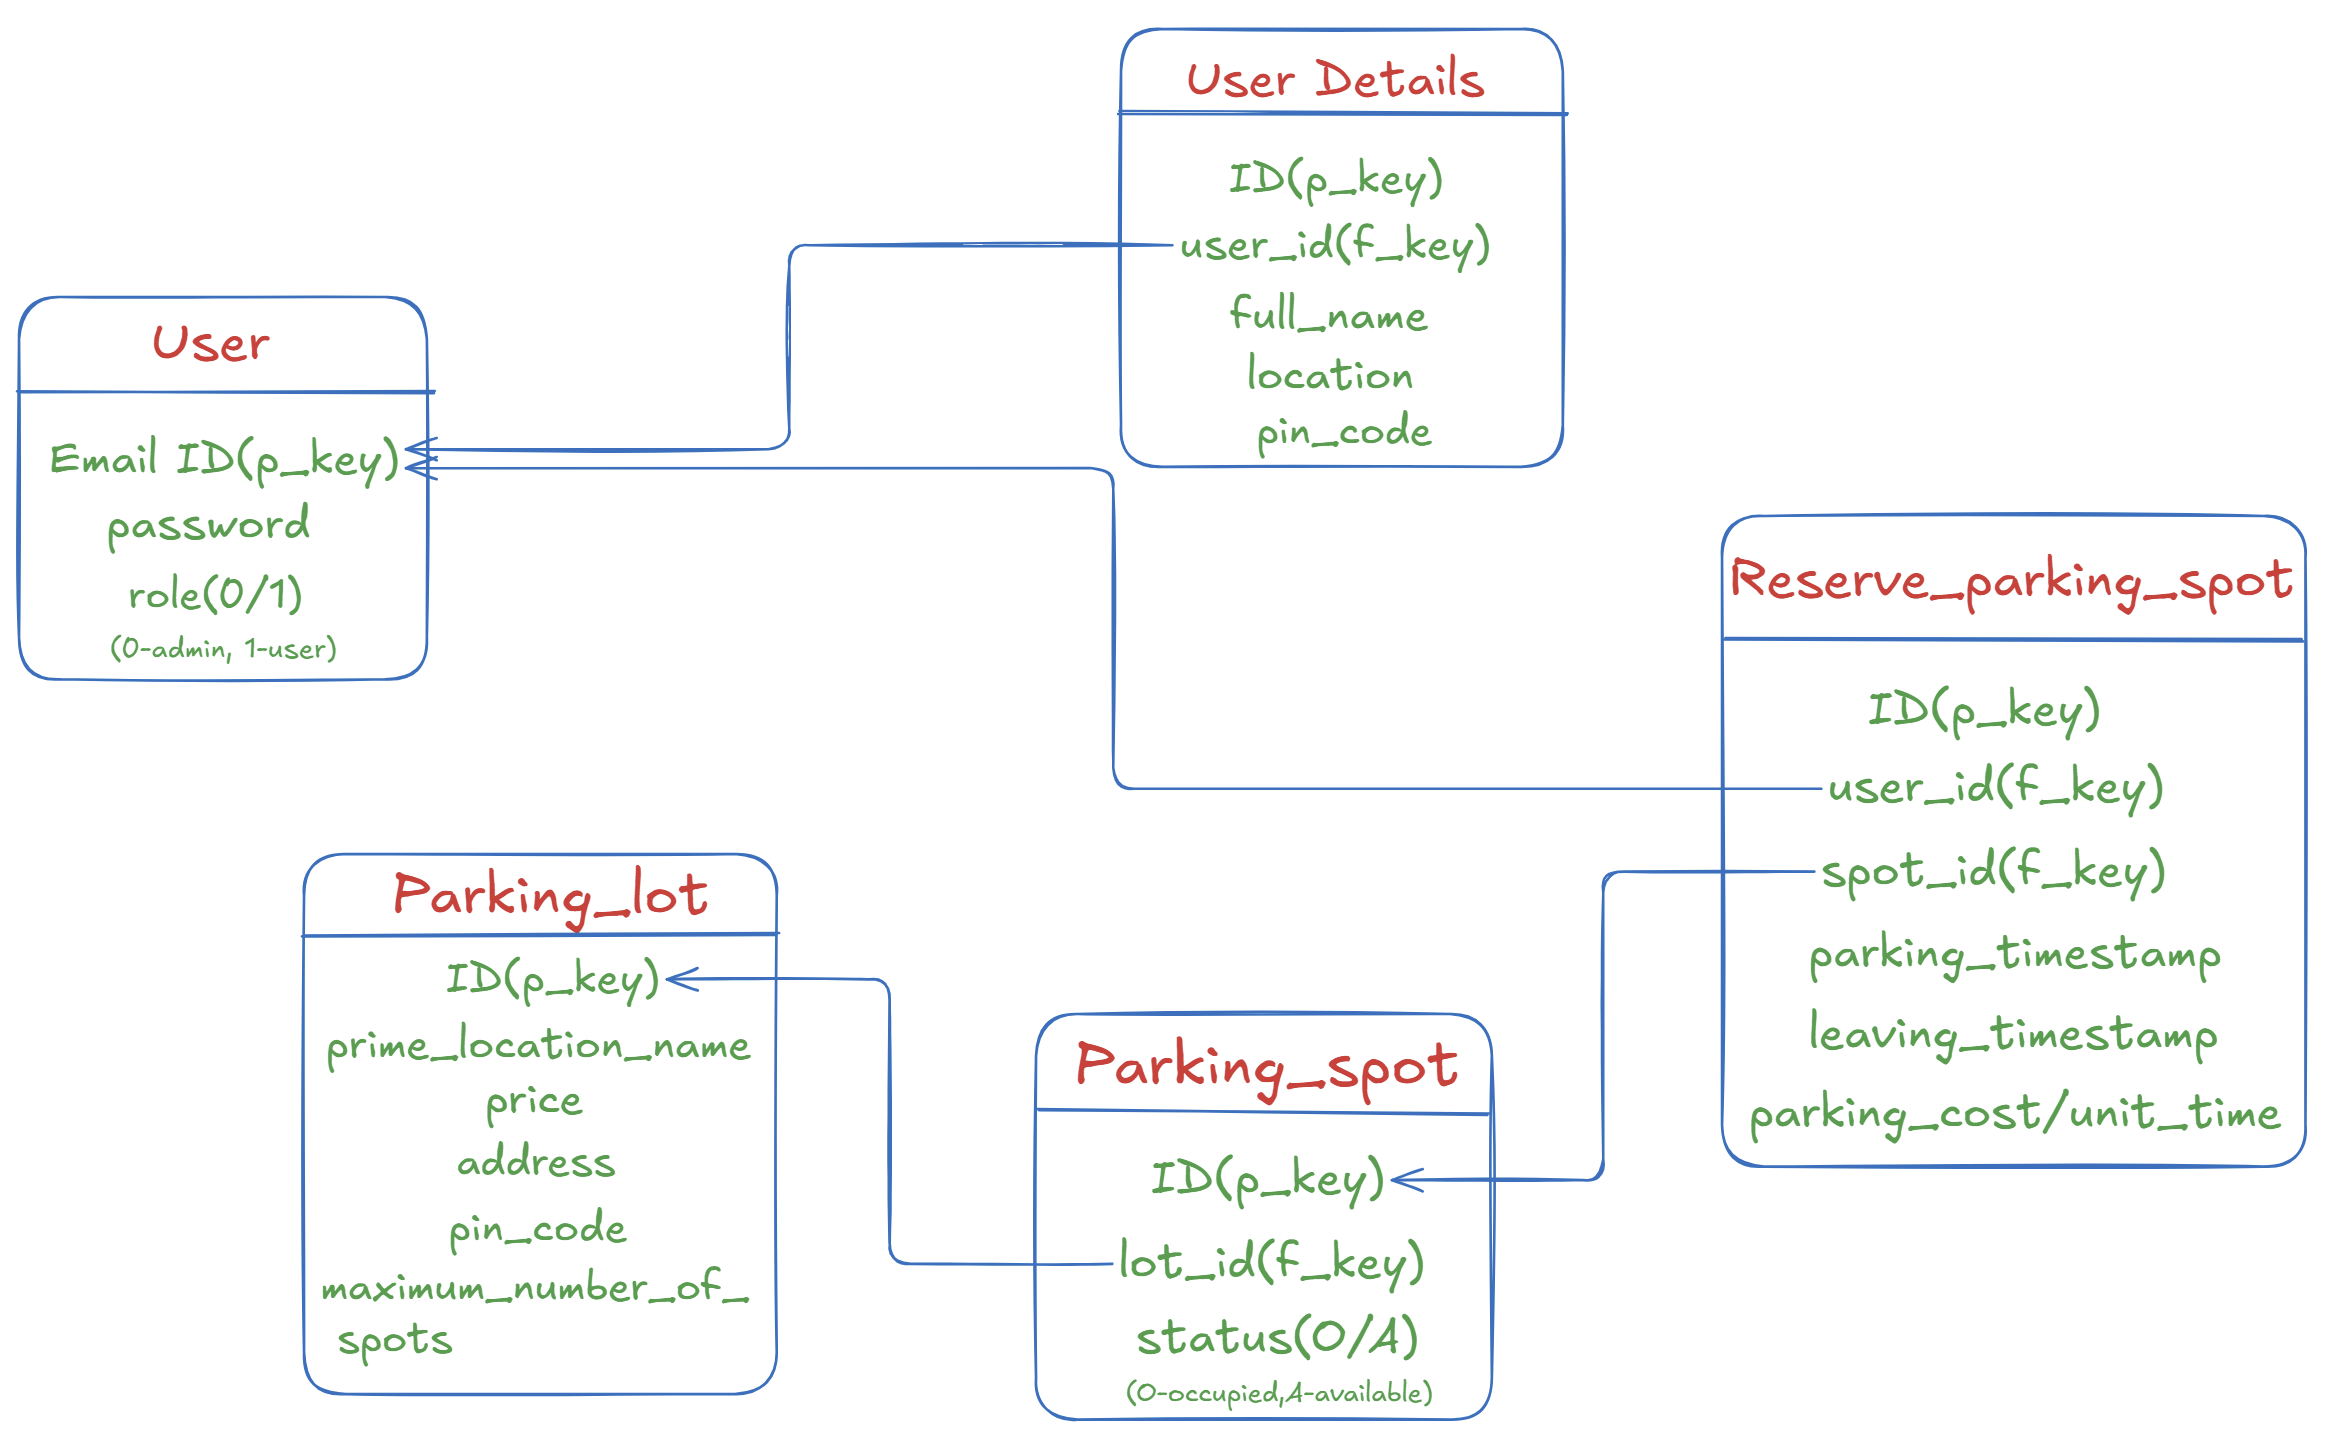 User Details
ID(p_key)
user_id(f_key)
full_name
location
pin_code
User
Email ID(p_key)
password
role(0/1)
(0-admin, 1-user)
Reserve_parking_spot
ID(p_key)
user_id(f_key)
spot_id(f_key)
parking_timestamp
leaving_timestamp
parking_cost/unit_time
Parking_lot
ID(p_key)
prime_location_name
price
address
pin_code
maximum_number_of_
spots
Parking_spot
ID(p_key)
lot_id(f_key)
status(O/A)
(O-occupied,A-available)